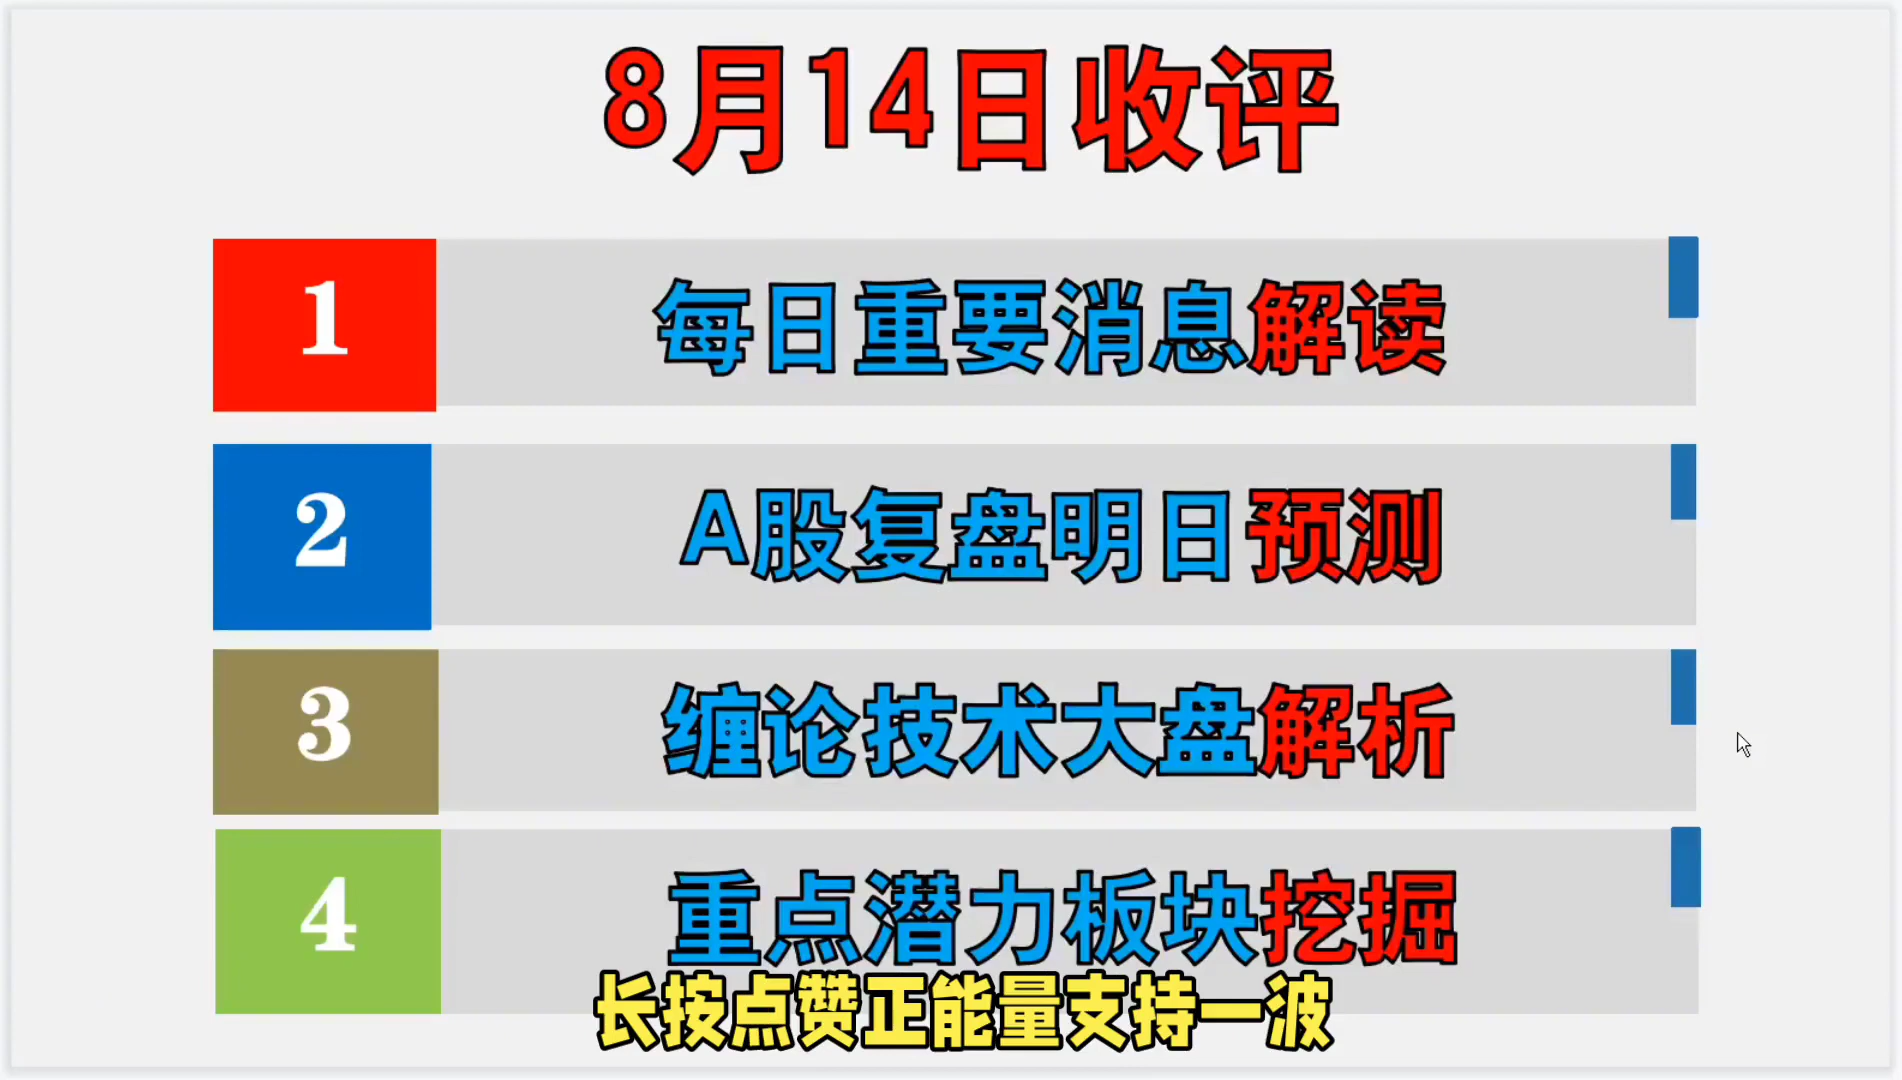 8月14日收评
1
每日重要消息解读
2
A股复盘明日预测
3
缠论技术大盘解析
4
重点潜力板块挖掘
长按点赞正能量支持一波